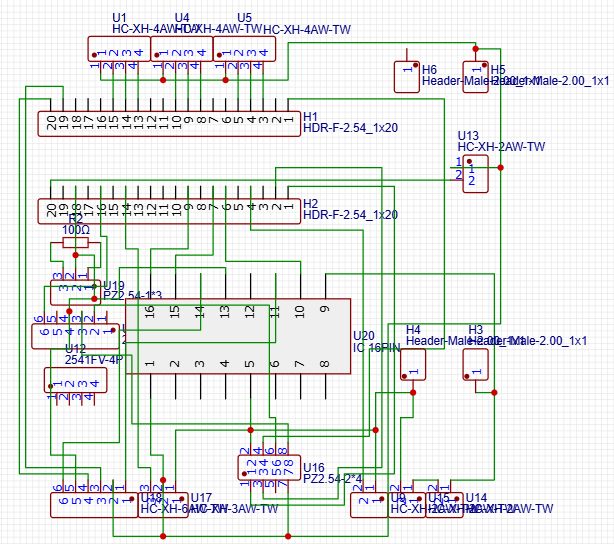 U1 U4 U5
HC-XH-4AW-TW HC-XH-4AW-TW HC-XH-4AW-TW
1 2 3 4 1 2 3 4 1 2 3 4
H6
Header-Male-2.00_1x1
1
H5
Header-Male-2.00_1x1
1
H1
HDR-F-2.54_1x20
20 19 18 17 16 15 14 13 12 11 10 9 8 7 6 5 4 3 2 1
U13
HC-XH-2AW-TW
1 1
2 2
H2
HDR-F-2.54_1x20
20 19 18 17 16 15 14 13 12 11 10 9 8 7 6 5 4 3 2 1
R2
100Ω
3 2 1
U19
PZ2.54-1*3
16 15 14 13 12 11 10 9
1 2 3 4 5 6 7 8
U20
IC 16PIN
6 5 4 3 2 1
U12
2541FV-4P
1 2 3 4
H4
Header-Male-2.00_1x1
1
H3
Header-Male-2.00_1x1
1
2 4 6 8
1 3 5 7
U16
PZ2.54-2*4
6 5 4 3 2 1
U18
HC-XH-6AW-TW
3 2 1
U17
HC-XH-3AW-TW
2 1
U9
2 1
U15
2 1
U14
HC-XH-2AW-TW